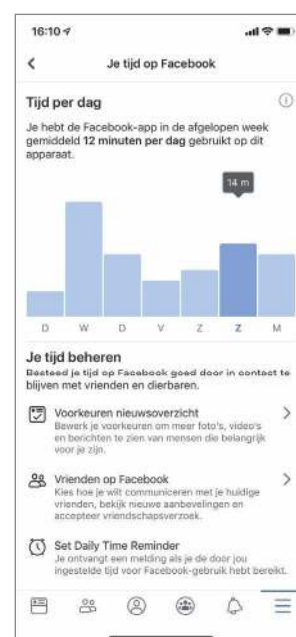 16:10
Je tijd op Facebook
Tijd per dag
Je hebt de Facebook-app in de afgelopen week
gemiddeld 12 minuten per dag gebruikt op dit
apparaat.
14 m
D W D V Z Z M
Je tijd beheren
Besteed je tijd op Facebook goed door in contact te
blijven met vrienden en dierbaren.
Voorkeuren nieuwsoverzicht
Bewerk je voorkeuren om meer foto's, video's
en berichten te zien van mensen die belangrijk
voor je zijn.
Vrienden op Facebook
Kies hoe je wilt communiceren met je huidige
vrienden, bekijk nieuwe aanbevelingen en
accepteer vriendschapsverzoek.
Set Daily Time Reminder
Je ontvangt een melding als je de door jou
ingestelde tijd voor Facebook-gebruik hebt bereikt.